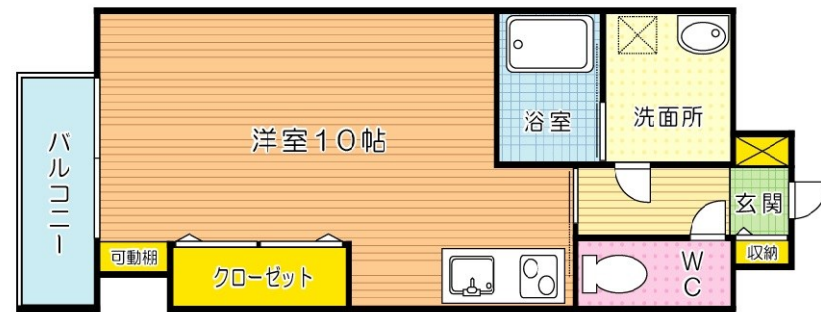 バルコニー
洋室10帖
浴室
洗面所
玄関
可動棚
クローゼット
WC
収納